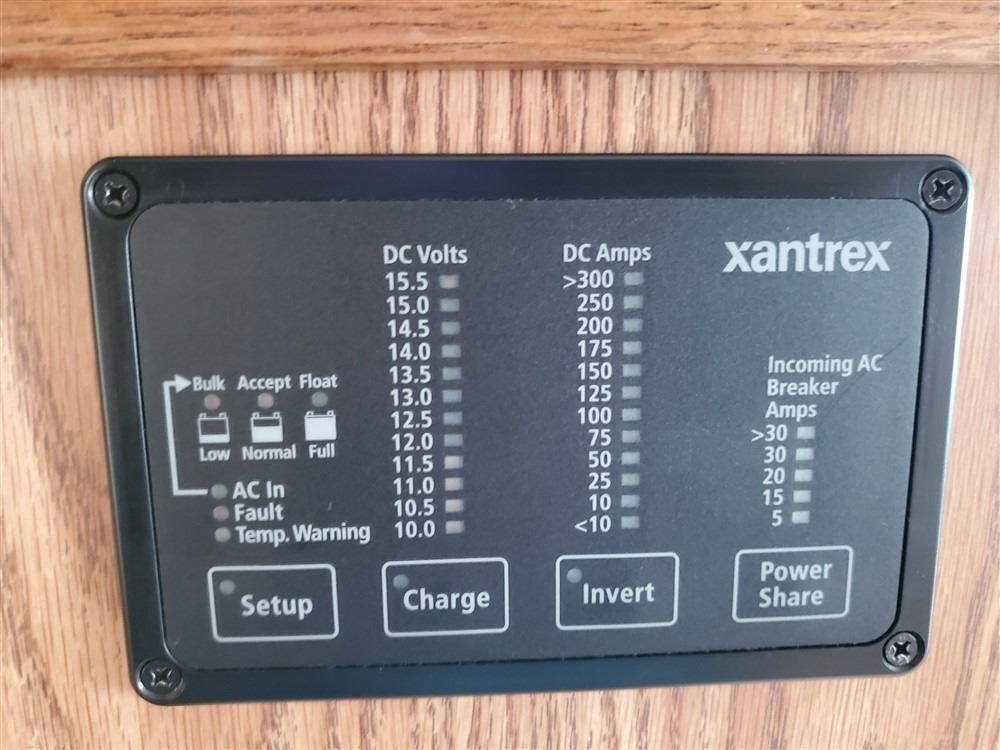 xantrex
DC Volts
15.5
15.0
14.5
14.0
13.5
13.0
12.5
12.0
11.5
11.0
10.5
10.0
DC Amps
>300
250
200
175
150
125
100
75
50
25
10
<10
Incoming AC
Breaker
Amps
>30
30
20
15
5
Bulk Accept Float
Low Normal Full
AC In
Fault
Temp. Warning
Setup
Charge
Invert
Power
Share